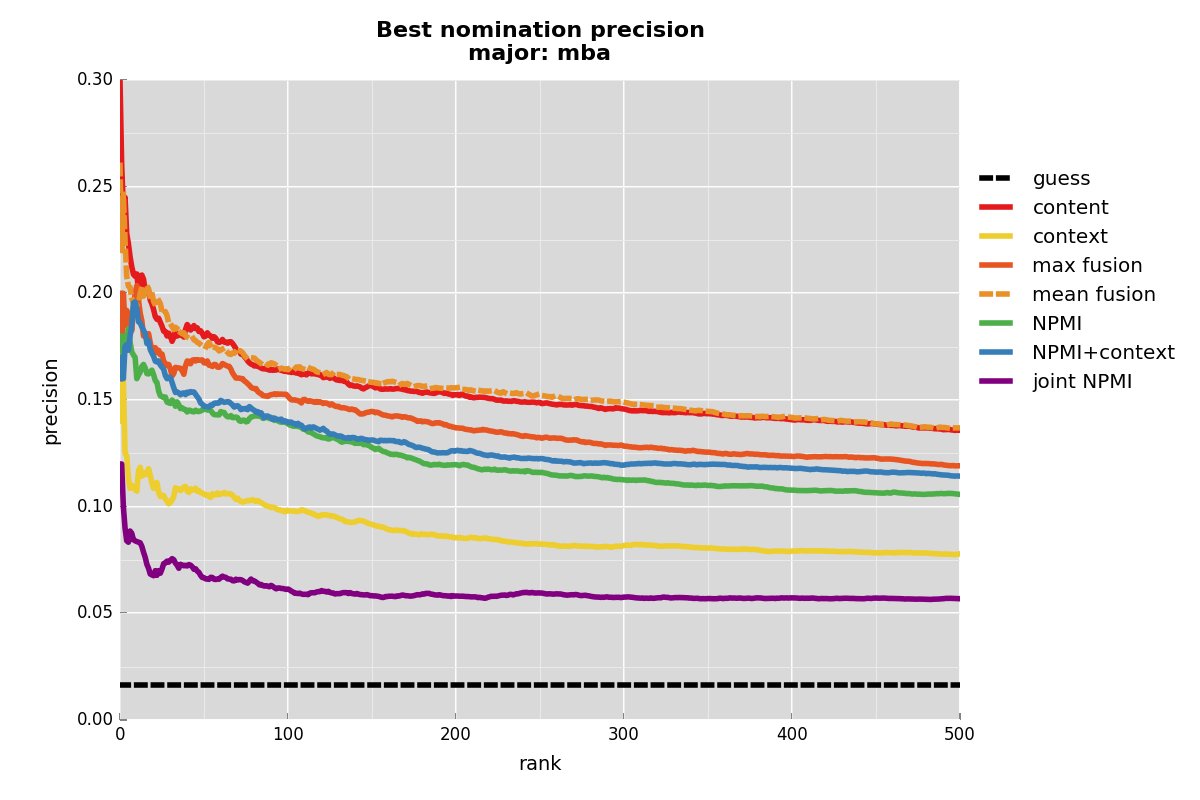 Best nomination precision
major: mba
0.30
0.25
0.20
0.15
0.10
0.05
0.00
precision
0
100
200
300
400
500
rank
guess
content
context
max fusion
mean fusion
NPMI
NPMI+context
joint NPMI